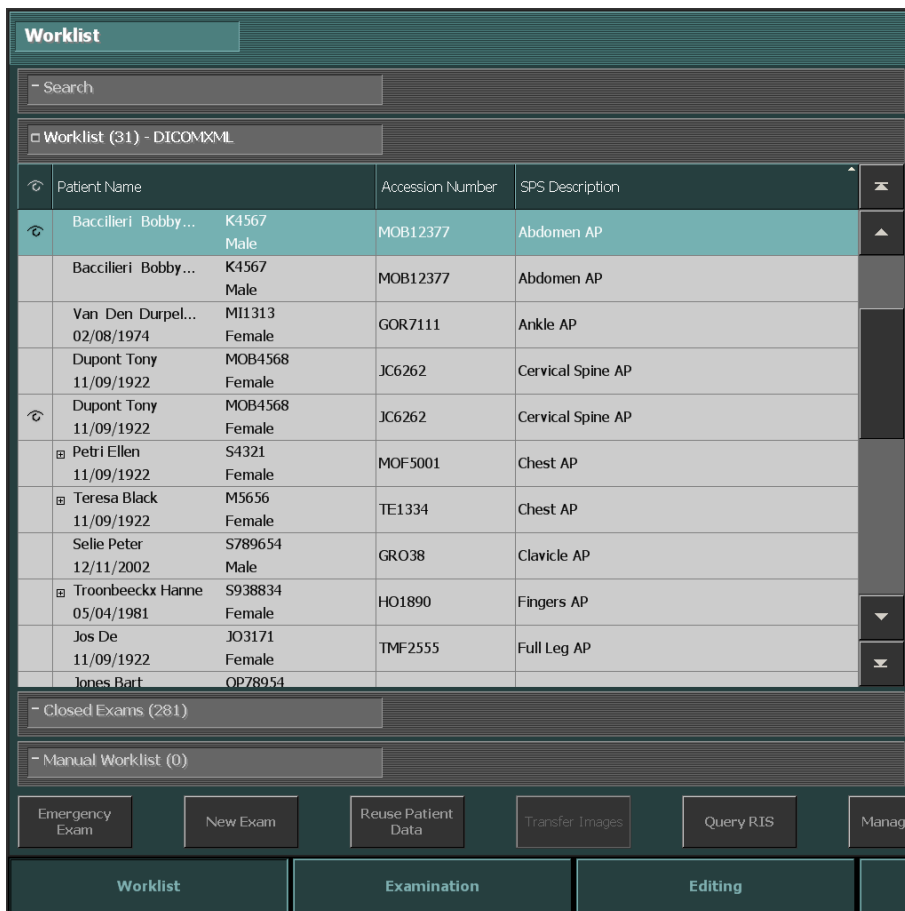 Worklist
Search
Worklist (31) - DICOMXML
Patient Name Accession Number SPS Description
Baccilieri Bobby... K4567
Male MOB12377 Abdomen AP
Baccilieri Bobby... K4567
Male MOB12377 Abdomen AP
Van Den Durpel... MI1313
02/08/1974 Female GOR7111 Ankle AP
Dupont Tony MOB4568
11/09/1922 Female JC6262 Cervical Spine AP
Dupont Tony MOB4568
11/09/1922 Female JC6262 Cervical Spine AP
Petri Ellen S4321
11/09/1922 Female MOF5001 Chest AP
Teresa Black M5656
11/09/1922 Female TE1334 Chest AP
Selie Peter S789654
12/11/2002 Male GRO38 Clavicle AP
Troonbeeckx Hanne S938834
05/04/1981 Female HO1890 Fingers AP
Jos De JO3171
11/09/1922 Female TMF2555 Full Leg AP
Jones Bart OP78954
Closed Exams (281)
Manual Worklist (0)
Emergency Exam
New Exam
Reuse Patient Data
Transfer Images
Query RIS
Manag
Worklist Examination Editing